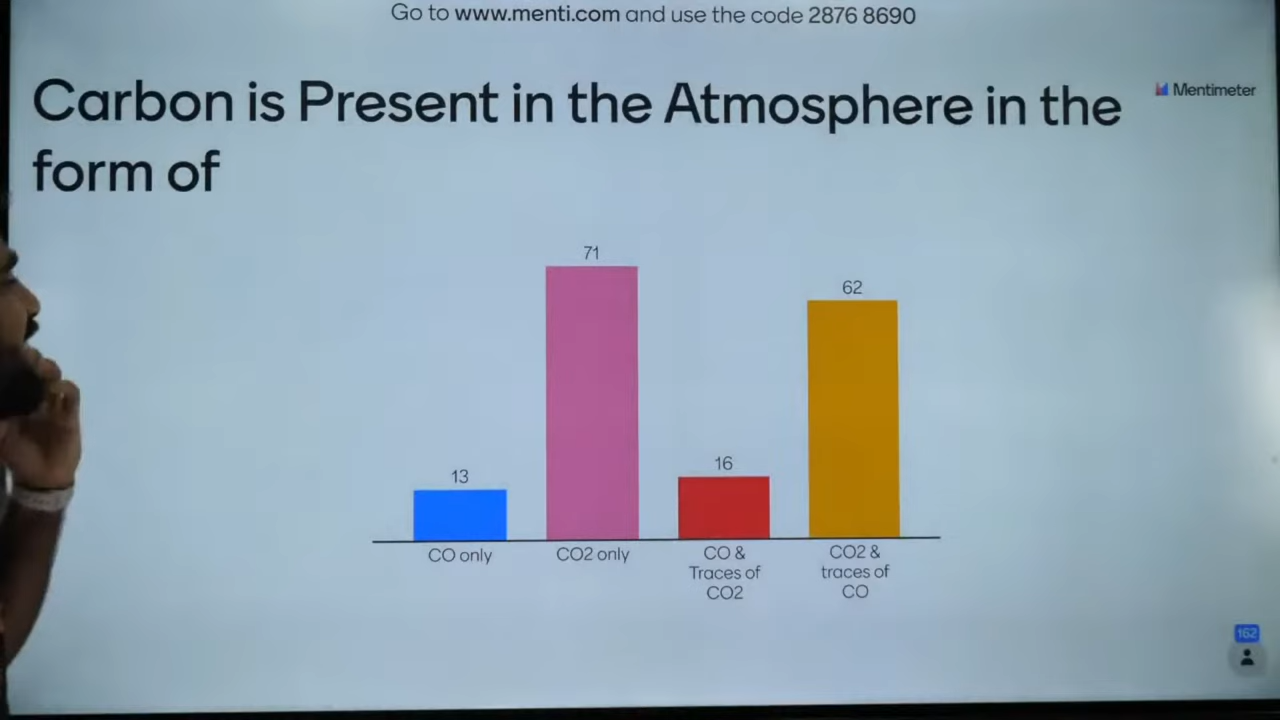 Go to www.menti.com and use the code 2876 8690
Carbon is Present in the Atmosphere in the
form of
Mentimeter
71
62
16
13
CO only
CO2 only
CO &
Traces of
CO2
CO2 &
traces of
CO
162